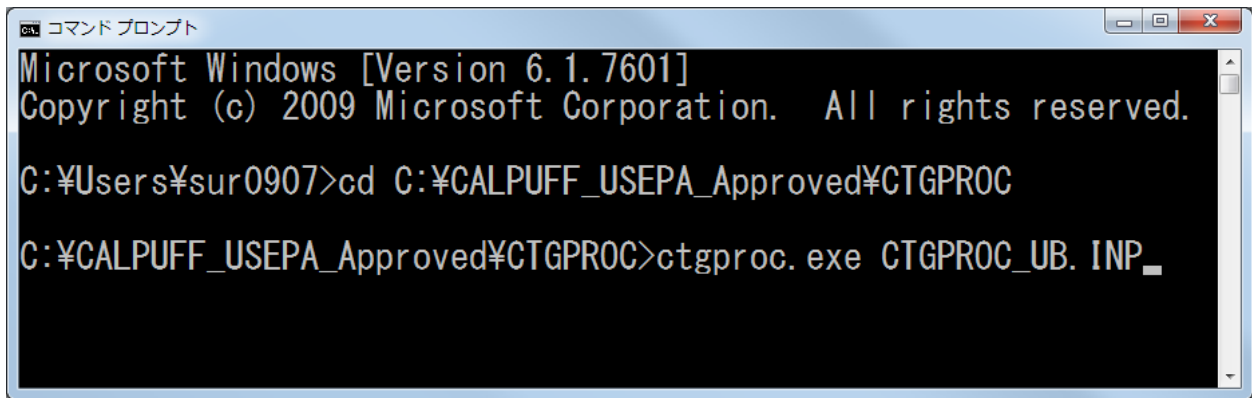 コマンド プロンプト
Microsoft Windows [Version 6.1.7601]
Copyright (c) 2009 Microsoft Corporation.  All rights reserved.
C:¥Users¥sur0907>cd C:¥CALPUFF_USEPA_Approved¥CTGPROC
C:¥CALPUFF_USEPA_Approved¥CTGPROC>ctgproc.exe CTGPROC_UB.INP_